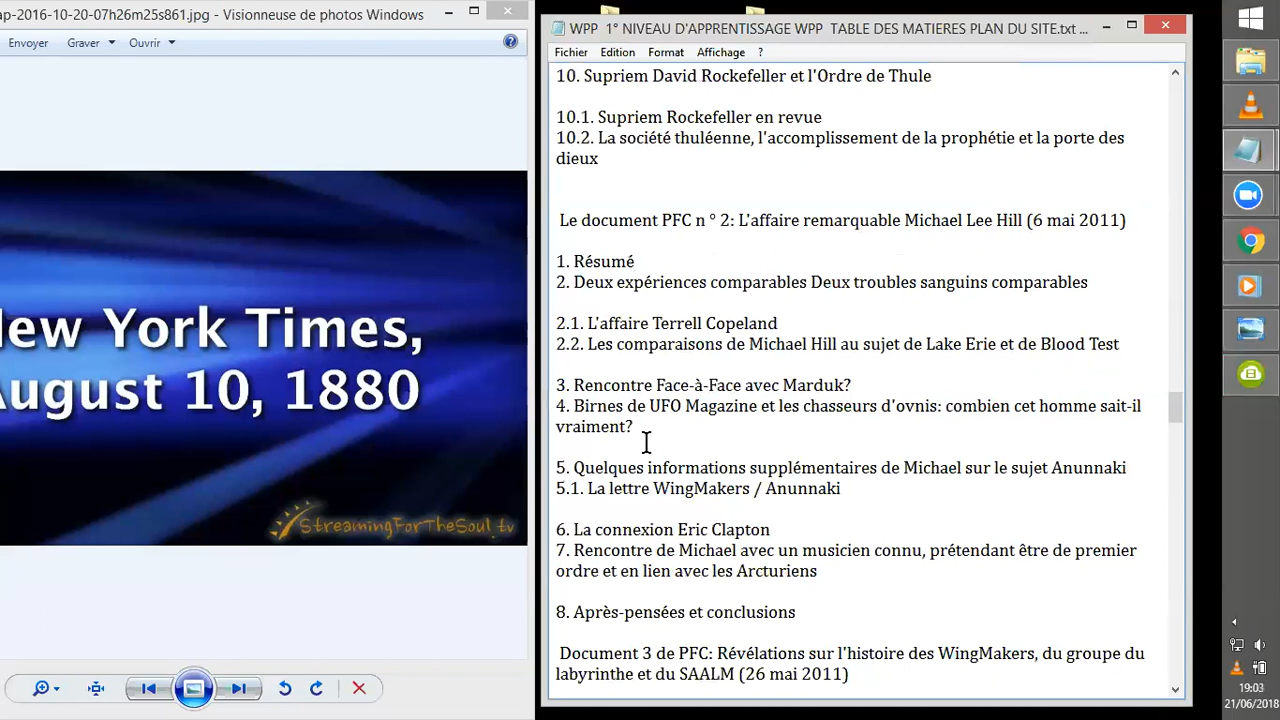 ap-2016.10.20-07h26m25s861.jpg - Visionneuse de photos Windows
Envoyer Graver Ouvrir
New York Times,
August 10, 1880
StreamingForTheSoul.tv
WPP 1° NIVEAU D'APPRENTISSAGE WPP TABLE DES MATIERES PLAN DU SITE.txt ...
Fichier Edition Format Affichage ?
10. Supriem David Rockefeller et l'Ordre de Thule
10.1. Supriem Rockefeller en revue
10.2. La société thuléenne, l'accomplissement de la prophétie et la porte des
dieux
Le document PFC n ° 2: L'affaire remarquable Michael Lee Hill (6 mai 2011)
1. Résumé
2. Deux expériences comparables Deux troubles sanguins comparables
2.1. L'affaire Terrell Copeland
2.2. Les comparaisons de Michael Hill au sujet de Lake Erie et de Blood Test
3. Rencontre Face-à-Face avec Marduk?
4. Birnes de UFO Magazine et les chasseurs d'ovnis: combien cet homme sait-il
vraiment?
5. Quelques informations supplémentaires de Michael sur le sujet Anunnaki
5.1. La lettre WingMakers / Anunnaki
6. La connexion Eric Clapton
7. Rencontre de Michael avec un musicien connu, prétendant être de premier
ordre et en lien avec les Arcturiens
8. Après-pensées et conclusions
Document 3 de PFC: Révélations sur l'histoire des WingMakers, du groupe du
labyrinthe et du SAALM (26 mai 2011)
19:03
21/06/2018